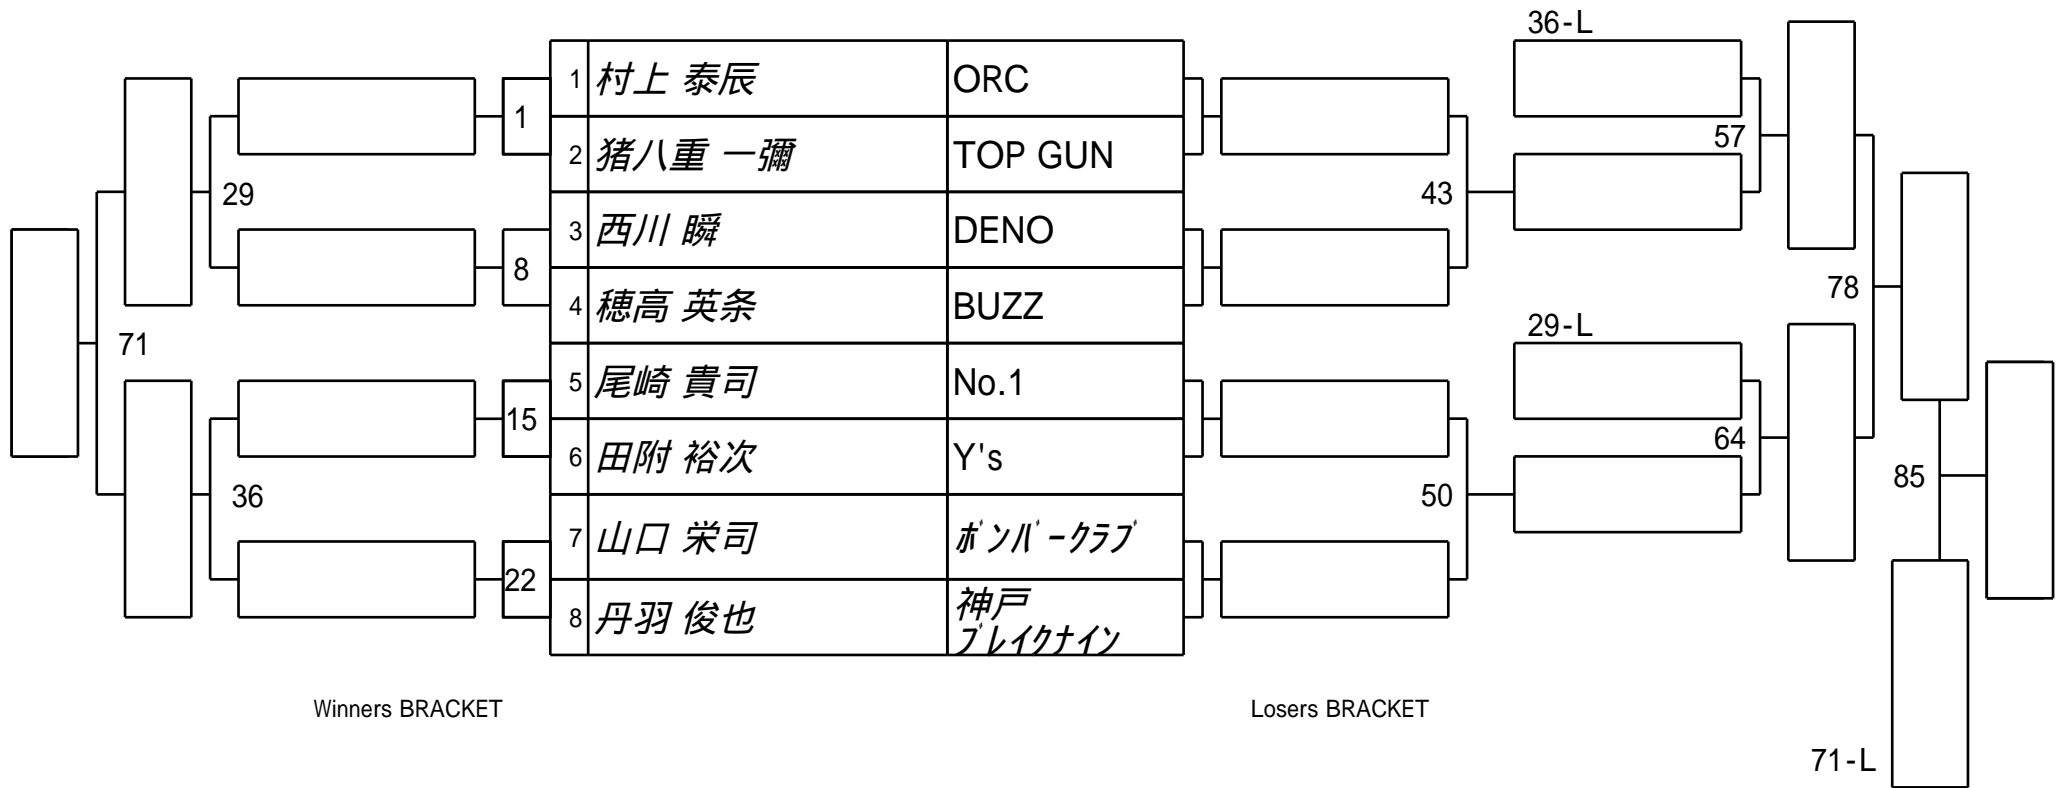 36-L
1 村上 泰辰 ORC
1
57
2 猪八重 一彌 TOP GUN
29
43
3 西川 瞬 DENO
8
4 穂高 英条 BUZZ
78
71
29-L
5 尾崎 貴司 No.1
15
64
6 田附 裕次 Y's
36
50
85
7 山口 栄司 ボンバークラブ
22
8 丹羽 俊也 神戸
ブレイクナイン
Winners BRACKET
Losers BRACKET
71-L